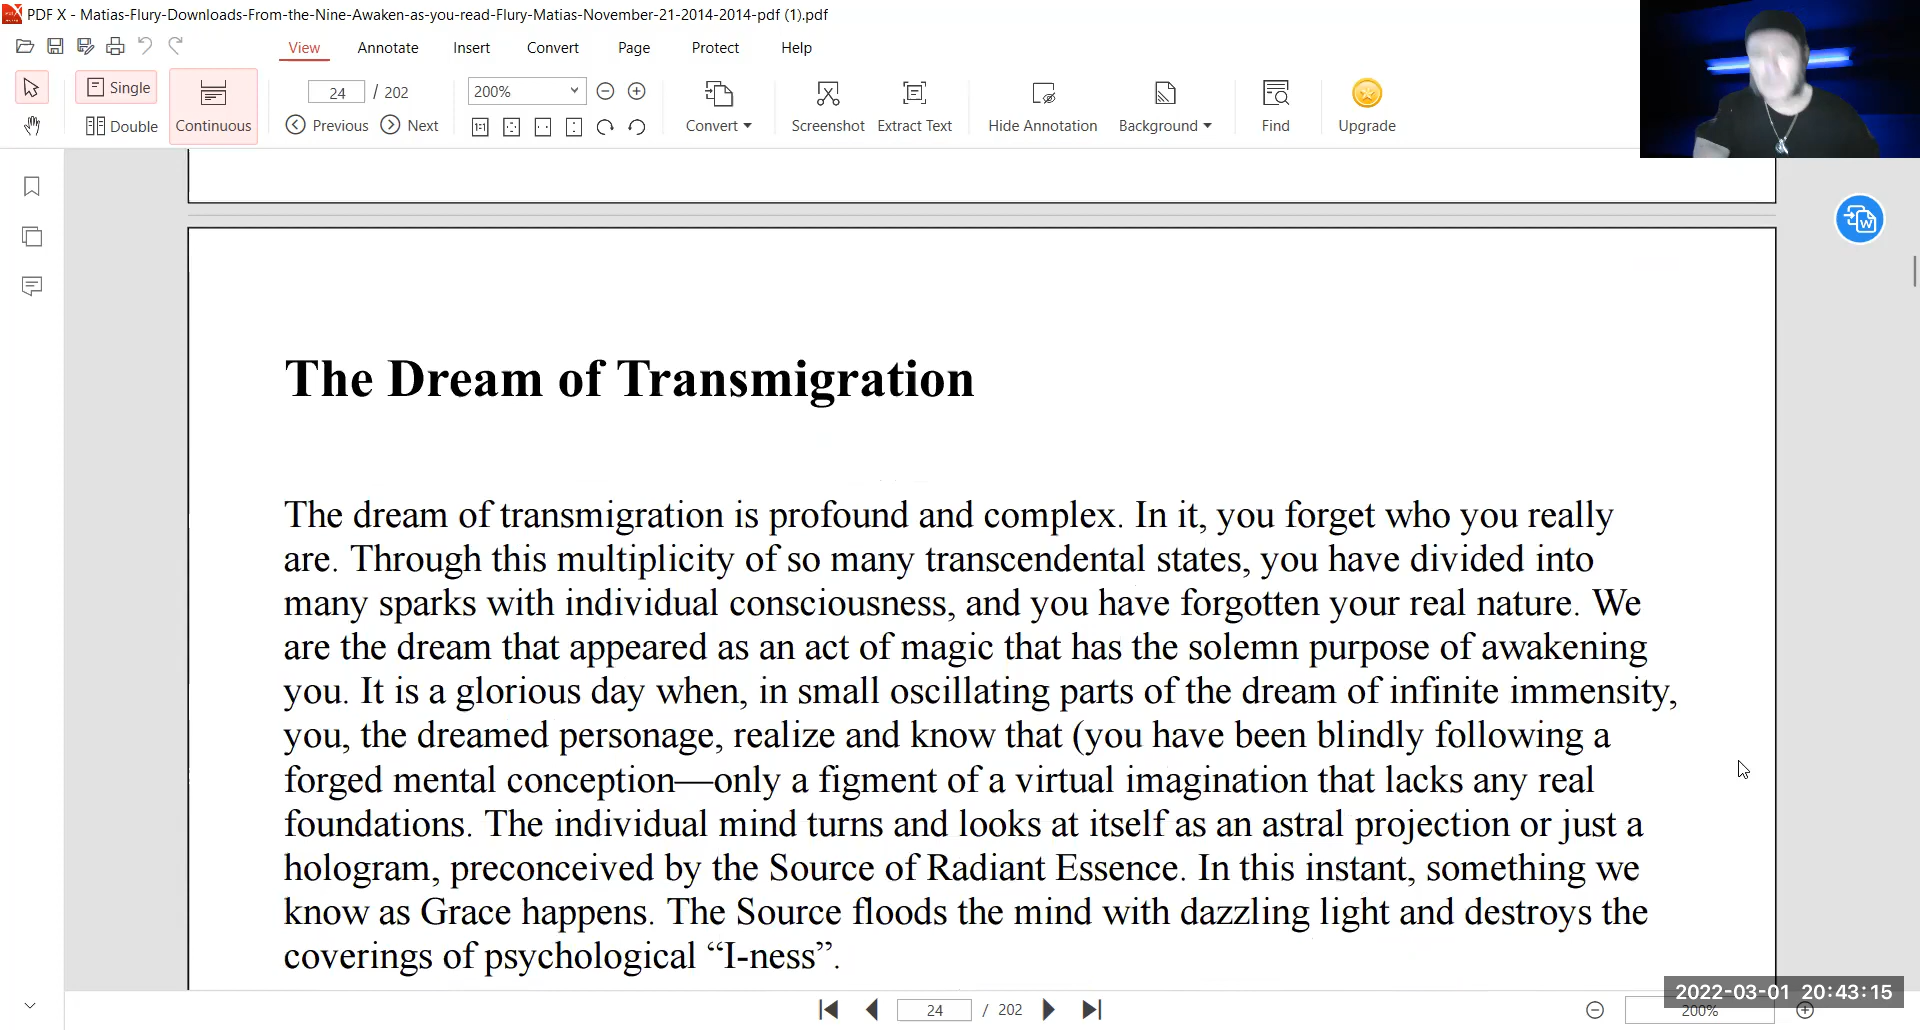 PDF X - Matias-Flury-Downloads-From-the-Nine-Awaken-as-you-read-Flury-Matias-November-21-2014-2014-pdf (1).pdf
View Annotate Insert Convert Page Protect Help
Single
Double
Continuous
24 / 202
Previous Next
200%
1:1
Convert
Screenshot
Extract Text
Hide Annotation
Background
Find
Upgrade
W
The Dream of Transmigration
The dream of transmigration is profound and complex. In it, you forget who you really
are. Through this multiplicity of so many transcendental states, you have divided into
many sparks with individual consciousness, and you have forgotten your real nature. We
are the dream that appeared as an act of magic that has the solemn purpose of awakening
you. It is a glorious day when, in small oscillating parts of the dream of infinite immensity,
you, the dreamed personage, realize and know that (you have been blindly following a
forged mental conception—only a figment of a virtual imagination that lacks any real
foundations. The individual mind turns and looks at itself as an astral projection or just a
hologram, preconceived by the Source of Radiant Essence. In this instant, something we
know as Grace happens. The Source floods the mind with dazzling light and destroys the
coverings of psychological “I-ness”.
24 / 202
2022-03-01 20:43:15
200%